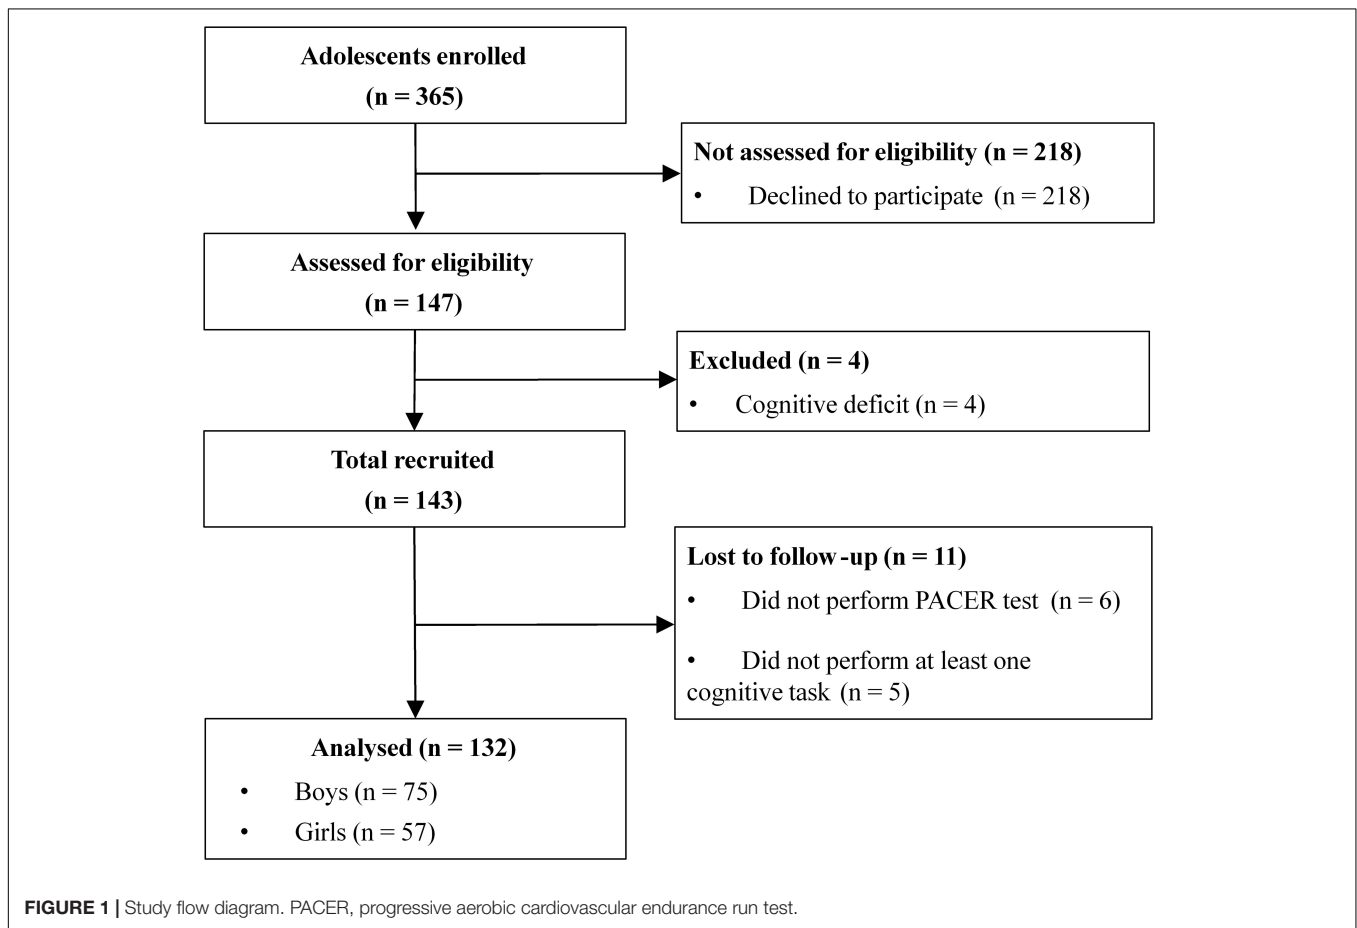 Adolescents enrolled
(n = 365)
Not assessed for eligibility (n = 218)
• Declined to participate (n = 218)
Assessed for eligibility
(n = 147)
Excluded (n = 4)
• Cognitive deficit (n = 4)
Total recruited
(n = 143)
Lost to follow-up (n = 11)
• Did not perform PACER test (n = 6)
• Did not perform at least one
cognitive task (n = 5)
Analysed (n = 132)
• Boys (n = 75)
• Girls (n = 57)
FIGURE 1 | Study flow diagram. PACER, progressive aerobic cardiovascular endurance run test.